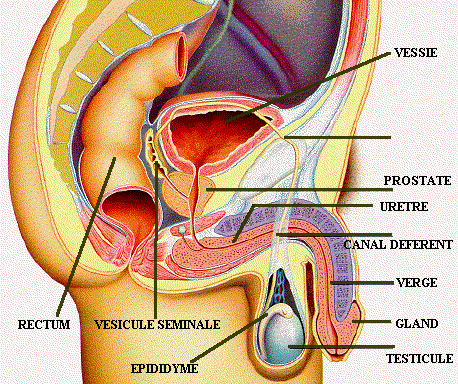 VESSIE
PROSTATE
URETRE
CANAL DEFERENT
VERGE
RECTUM
VESICULE SEMINALE
GLAND
TESTICULE
EPIDIDYME